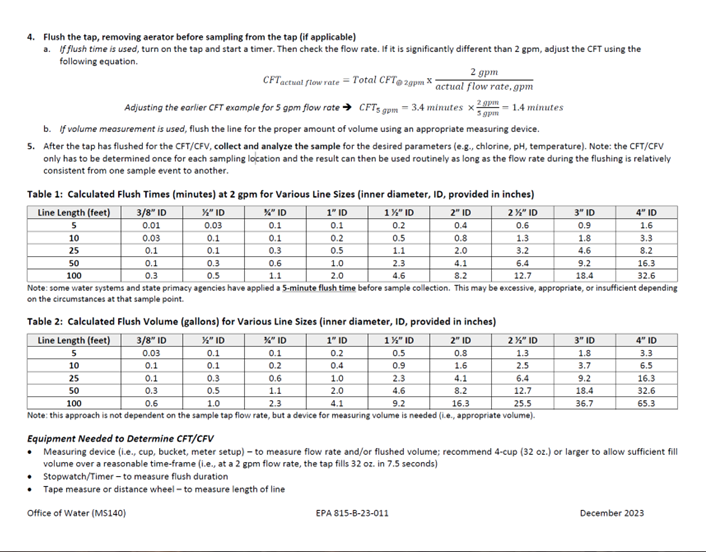 4. Flush the tap, removing aerator before sampling from the tap (if applicable)
a. If flush time is used, turn on the tap and start a timer. Then check the flow rate. If it is significantly different than 2 gpm, adjust the CFT using the
following equation.
CFTactual flow rate = Total CFT@2gpm x 2 gpm / actual flow rate, gpm
Adjusting the earlier CFT example for 5 gpm flow rate ➔ CFT5 gpm = 3.4 minutes × 2 gpm / 5 gpm = 1.4 minutes
b. If volume measurement is used, flush the line for the proper amount of volume using an appropriate measuring device.
5. After the tap has flushed for the CFT/CFV, collect and analyze the sample for the desired parameters (e.g., chlorine, pH, temperature). Note: the CFT/CFV
only has to be determined once for each sampling location and the result can then be used routinely as long as the flow rate during the flushing is relatively
consistent from one sample event to another.
Table 1: Calculated Flush Times (minutes) at 2 gpm for Various Line Sizes (inner diameter, ID, provided in inches)
Line Length (feet) 3/8" ID ½" ID ¾" ID 1" ID 1 ½" ID 2" ID 2 ½" ID 3" ID 4" ID
5 0.01 0.03 0.1 0.1 0.2 0.4 0.6 0.9 1.6
10 0.03 0.1 0.1 0.2 0.5 0.8 1.3 1.8 3.3
25 0.1 0.1 0.3 0.5 1.1 2.0 3.2 4.6 8.2
50 0.1 0.3 0.6 1.0 2.3 4.1 6.4 9.2 16.3
100 0.3 0.5 1.1 2.0 4.6 8.2 12.7 18.4 32.6
Note: some water systems and state primacy agencies have applied a 5-minute flush time before sample collection. This may be excessive, appropriate, or insufficient depending
on the circumstances at that sample point.
Table 2: Calculated Flush Volume (gallons) for Various Line Sizes (inner diameter, ID, provided in inches)
Line Length (feet) 3/8" ID ½" ID ¾" ID 1" ID 1 ½" ID 2" ID 2 ½" ID 3" ID 4" ID
5 0.03 0.1 0.1 0.2 0.5 0.8 1.3 1.8 3.3
10 0.1 0.1 0.2 0.4 0.9 1.6 2.5 3.7 6.5
25 0.1 0.3 0.6 1.0 2.3 4.1 6.4 9.2 16.3
50 0.3 0.5 1.1 2.0 4.6 8.2 12.7 18.4 32.6
100 0.6 1.0 2.3 4.1 9.2 16.3 25.5 36.7 65.3
Note: this approach is not dependent on the sample tap flow rate, but a device for measuring volume is needed (i.e., appropriate volume).
Equipment Needed to Determine CFT/CFV
• Measuring device (i.e., cup, bucket, meter setup) – to measure flow rate and/or flushed volume; recommend 4-cup (32 oz.) or larger to allow sufficient fill
volume over a reasonable time-frame (i.e., at a 2 gpm flow rate, the tap fills 32 oz. in 7.5 seconds)
• Stopwatch/Timer – to measure flush duration
• Tape measure or distance wheel – to measure length of line
Office of Water (MS140) EPA 815-B-23-011 December 2023